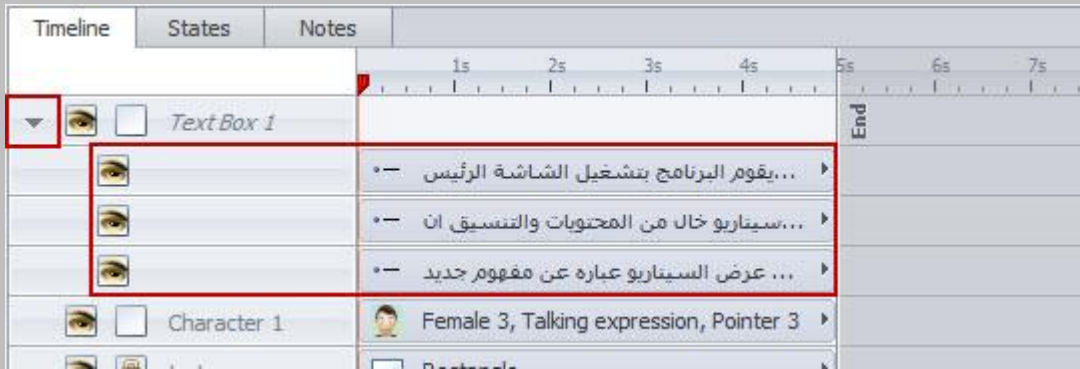 Timeline States Notes
1s 2s 3s 4s 5s 6s 7s
Text Box 1 End
يقوم البرنامج بتشغيل الشاشة الرئيس...
سيناريو خال من المحتويات والتنسيق ان...
عرض السيناريو عباره عن مفهوم جديد ...
Character 1 Female 3, Talking expression, Pointer 3
Rectangle